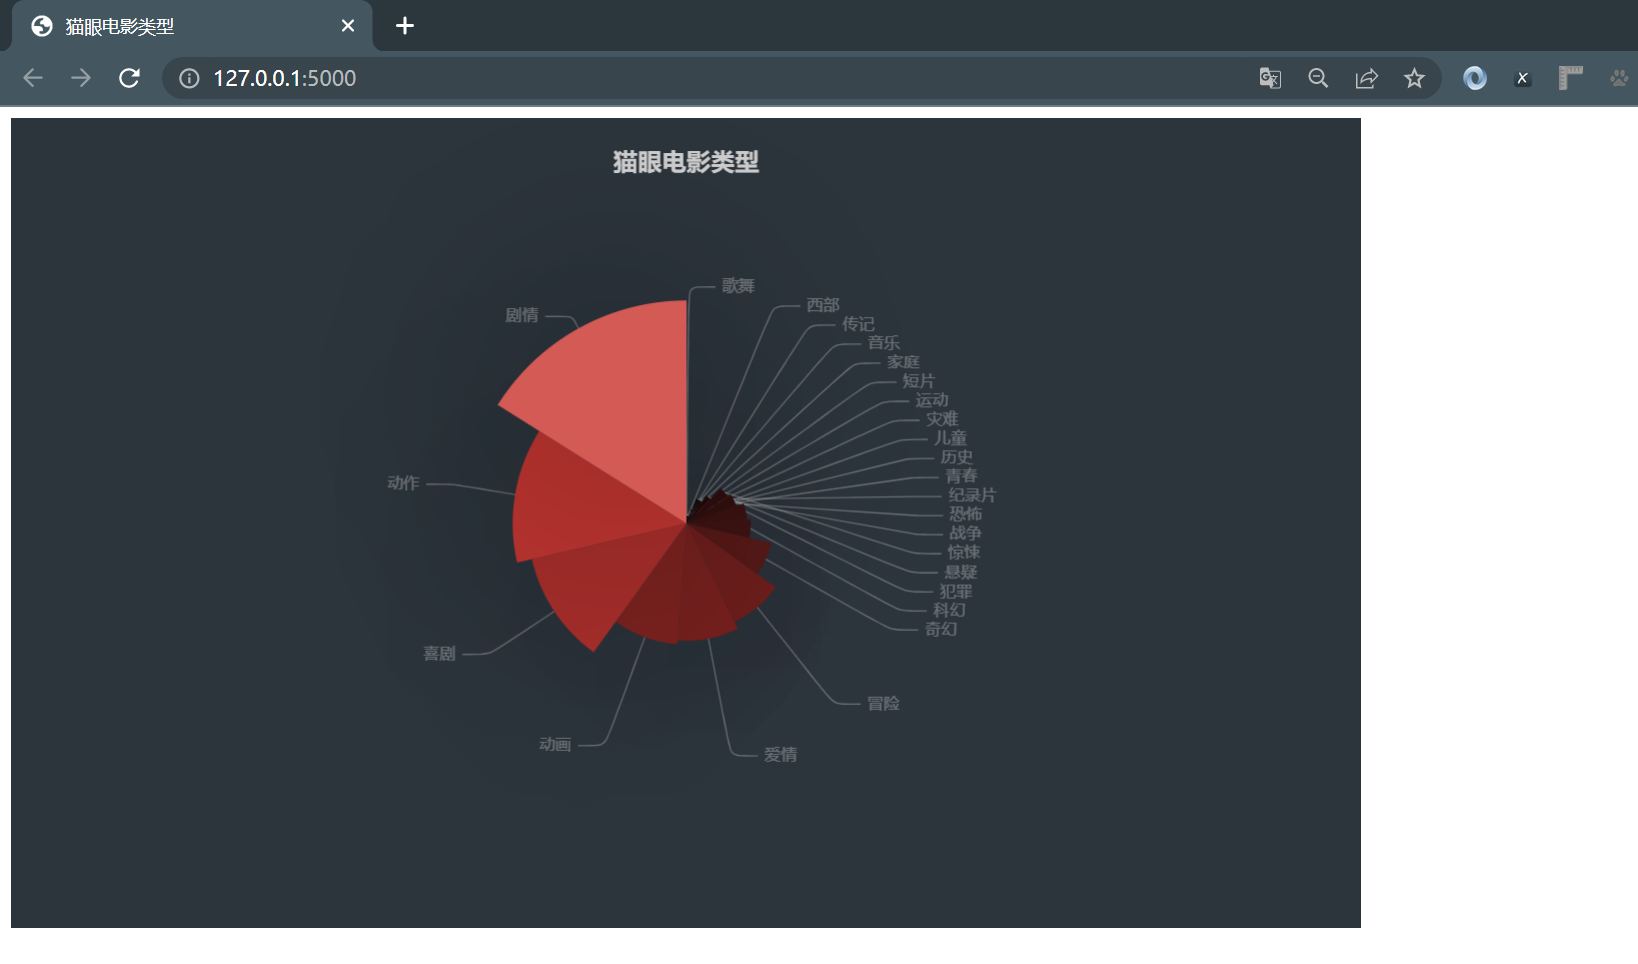 猫眼电影类型
127.0.0.1:5000
猫眼电影类型
歌舞
西部
剧情
传记
音乐
家庭
短片
运动
灾难
儿童
历史
青春
动作
纪录片
恐怖
战争
惊悚
悬疑
犯罪
科幻
奇幻
喜剧
冒险
动画
爱情